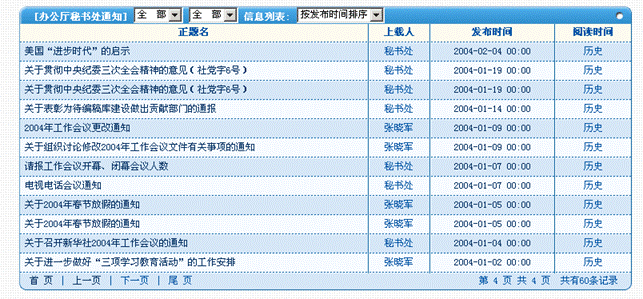 [办公厅秘书处通知] 全 部 全 部 信息列表: 按发布时间排序
正题名 上载人 发布时间 阅读时间
美国“进步时代”的启示 秘书处 2004-02-04 00:00 历史
关于贯彻中央纪委三次全会精神的意见(社党字6号) 秘书处 2004-01-19 00:00 历史
关于贯彻中央纪委三次全会精神的意见(社党字6号) 秘书处 2004-01-19 00:00 历史
关于表彰为待编稿库建设做出贡献部门的通报 秘书处 2004-01-14 00:00 历史
2004年工作会议更改通知 张晓军 2004-01-09 00:00 历史
关于组织讨论修改2004年工作会议文件有关事项的通知 张晓军 2004-01-09 00:00 历史
请报工作会议开幕、闭幕会议人数 秘书处 2004-01-07 00:00 历史
电视电话会议通知 秘书处 2004-01-07 00:00 历史
关于2004年春节放假的通知 张晓军 2004-01-05 00:00 历史
关于2004年春节放假的通知 张晓军 2004-01-05 00:00 历史
关于召开新华社2004年工作会议的通知 秘书处 2004-01-04 00:00 历史
关于进一步做好“三项学习教育活动”的工作安排 张晓军 2004-01-02 00:00 历史
首 页 | 上一页 | 下一页 | 尾 页 第 4 页 共 4 页 共有60条记录